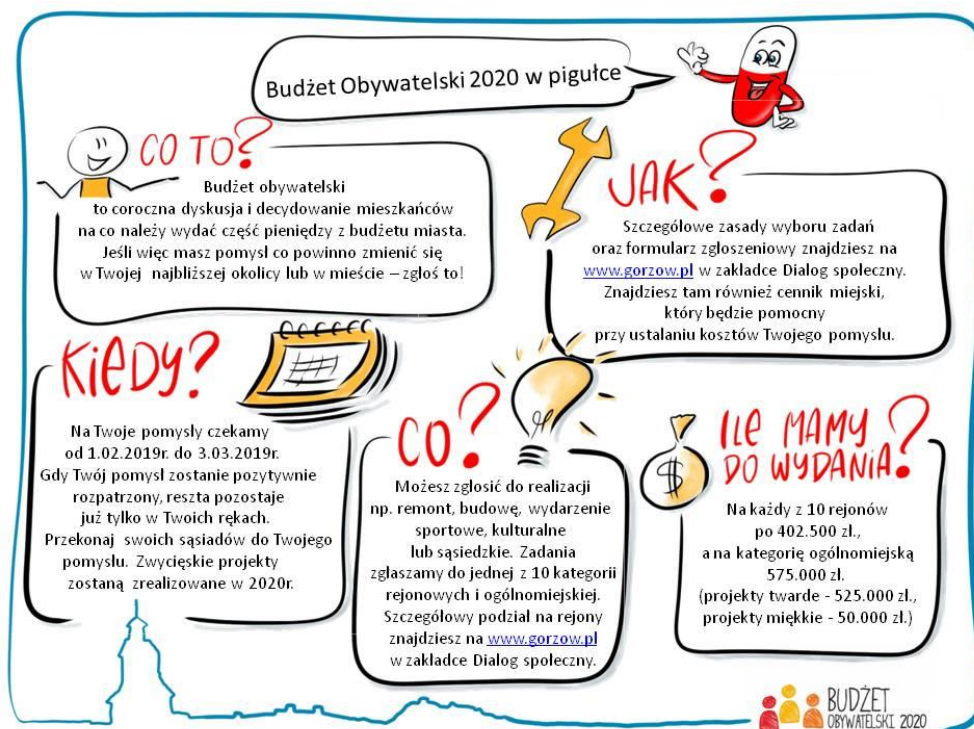 Budżet Obywatelski 2020 w pigułce
CO TO?
Budżet obywatelski
to coroczna dyskusja i decydowanie mieszkańców
na co należy wydać część pieniędzy z budżetu miasta.
Jeśli więc masz pomysł co powinno zmienić się
w Twojej najbliższej okolicy lub w mieście – zgłoś to!
JAK?
Szczegółowe zasady wyboru zadań
oraz formularz zgłoszeniowy znajdziesz na
www.gorzow.pl w zakładce Dialog społeczny.
Znajdziesz tam również cennik miejski,
który będzie pomocny
przy ustalaniu kosztów Twojego pomysłu.
KIEDY?
Na Twoje pomysły czekamy
od 1.02.2019r. do 3.03.2019r.
Gdy Twój pomysł zostanie pozytywnie
rozpatrzony, reszta pozostaje
już tylko w Twoich rękach.
Przekonaj swoich sąsiadów do Twojego
pomysłu. Zwycięskie projekty
zostaną zrealizowane w 2020r.
CO?
Możesz zgłosić do realizacji
np. remont, budowę, wydarzenie
sportowe, kulturalne
lub sąsiedzkie. Zadania
zgłaszamy do jednej z 10 kategorii
rejonowych i ogólnomiejskiej.
Szczegółowy podział na rejony
znajdziesz na www.gorzow.pl
w zakładce Dialog społeczny.
ILE MAMY
DO WYDANIA?
$
Na każdy z 10 rejonów
po 402.500 zł.,
a na kategorię ogólnomiejską
575.000 zł.
(projekty twarde - 525.000 zł.,
projekty miękkie - 50.000 zł.)
BUDŻET
OBYWATELSKI 2020